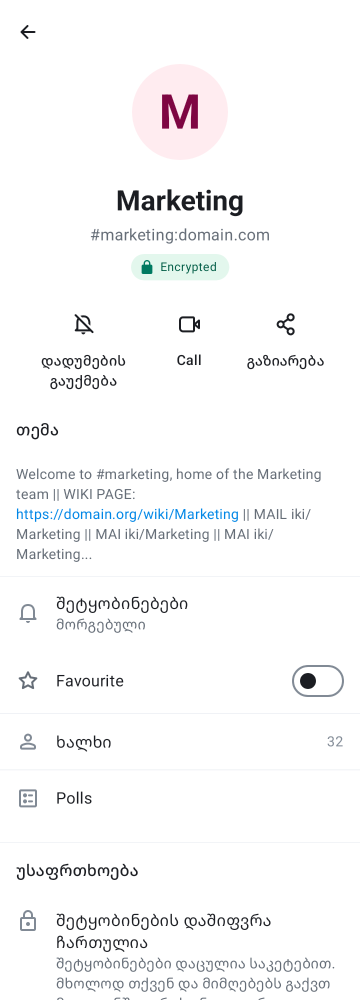 M
Marketing
#marketing:domain.com
Encrypted
დადუმების
გაუქმება
Call
გაზიარება
თემა
Welcome to #marketing, home of the Marketing
team || WIKI PAGE:
https://domain.org/wiki/Marketing || MAIL iki/
Marketing || MAI iki/Marketing || MAI iki/
Marketing...
შეტყობინებები
მორგებული
Favourite
ხალხი
32
Polls
უსაფრთხოება
შეტყობინების დაშიფვრა
ჩართულია
შეტყობინებები დაცულია საკეტებით.
მხოლოდ თქვენ და მიმღებებს გაქვთ